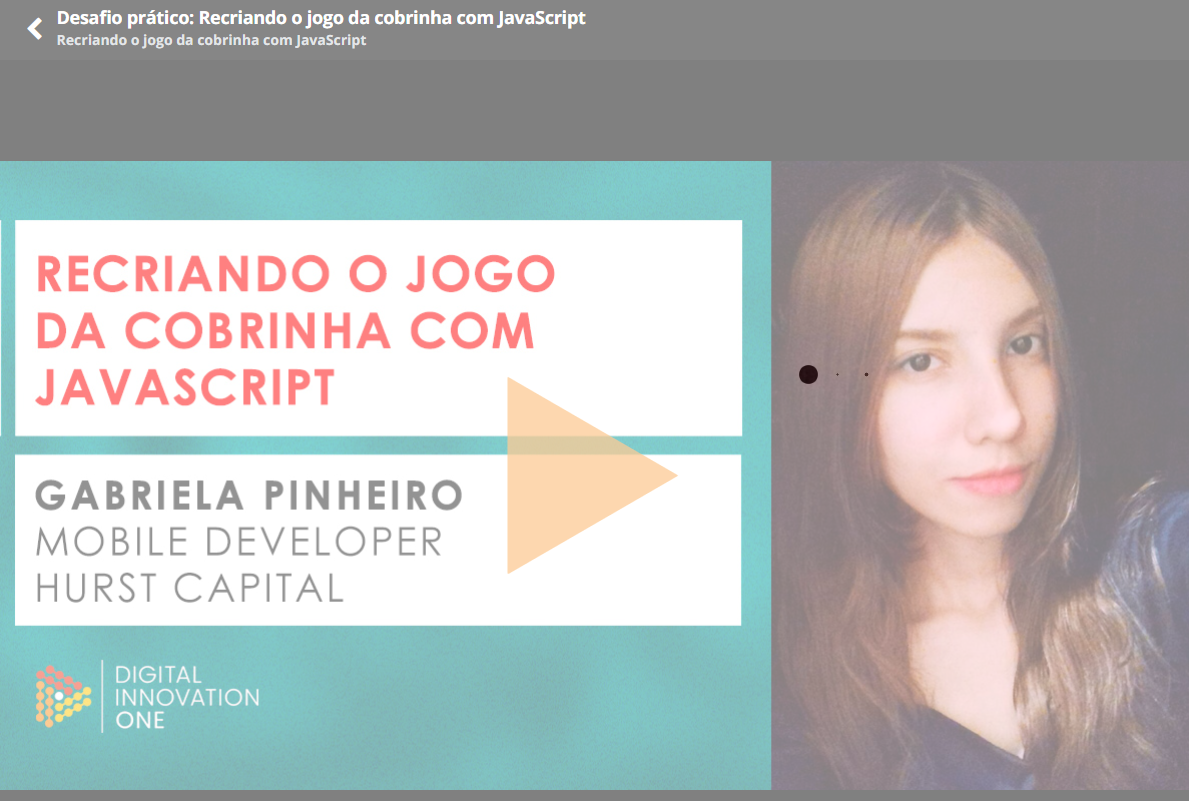 Desafio prático: Recriando o jogo da cobrinha com JavaScript
Recriando o jogo da cobrinha com JavaScript
RECRIANDO O JOGO
DA COBRINHA COM
JAVASCRIPT
GABRIELA PINHEIRO
MOBILE DEVELOPER
HURST CAPITAL
DIGITAL
INNOVATION
ONE